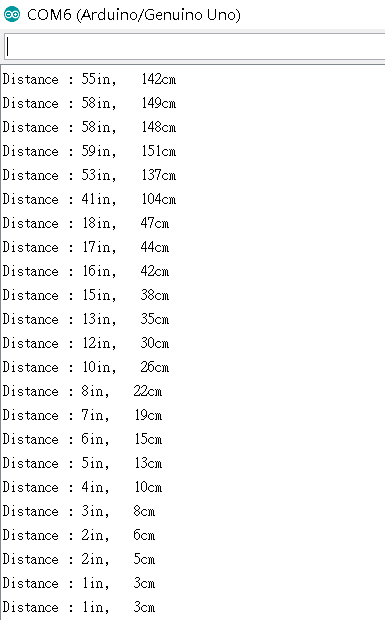 COM6 (Arduino/Genuino Uno)
Distance : 55in,   142cm
Distance : 58in,   149cm
Distance : 58in,   148cm
Distance : 59in,   151cm
Distance : 53in,   137cm
Distance : 41in,   104cm
Distance : 18in,   47cm
Distance : 17in,   44cm
Distance : 16in,   42cm
Distance : 15in,   38cm
Distance : 13in,   35cm
Distance : 12in,   30cm
Distance : 10in,   26cm
Distance : 8in,   22cm
Distance : 7in,   19cm
Distance : 6in,   15cm
Distance : 5in,   13cm
Distance : 4in,   10cm
Distance : 3in,   8cm
Distance : 2in,   6cm
Distance : 2in,   5cm
Distance : 1in,   3cm
Distance : 1in,   3cm